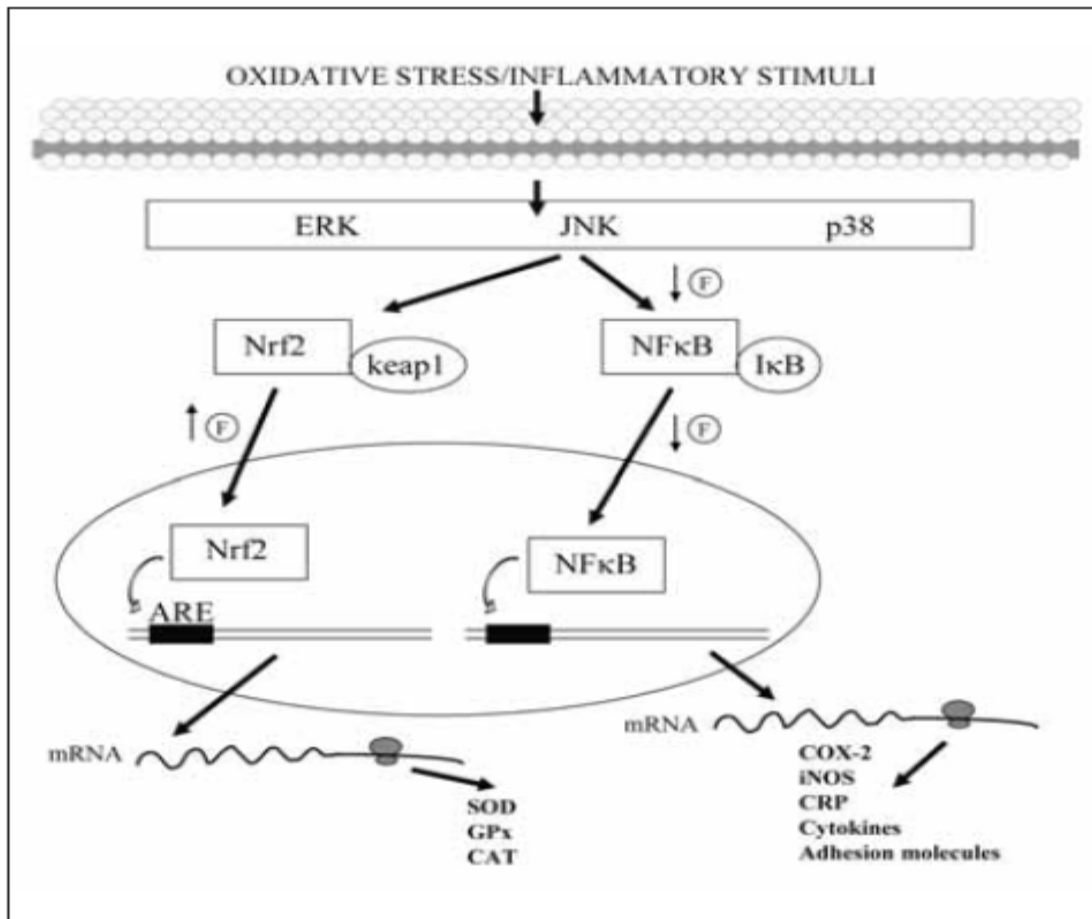 OXIDATIVE STRESS/INFLAMMATORY STIMULI
ERK JNK p38
↓ F
Nrf2 keap1
NFκB IκB
↑ F
↓ F
Nrf2
NFκB
ARE
mRNA
mRNA
COX-2
iNOS
CRP
Cytokines
Adhesion molecules
SOD
GPx
CAT